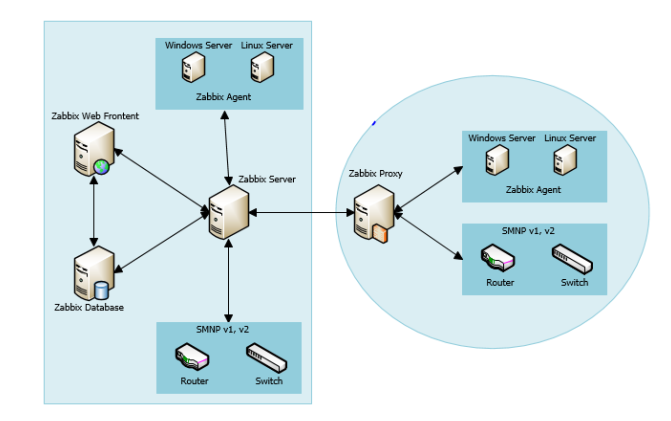 Windows Server Linux Server
Zabbix Agent
Zabbix Web Frontent
Zabbix Server
Zabbix Database
SMNP v1, v2
Router Switch
Zabbix Proxy
Windows Server Linux Server
Zabbix Agent
SMNP v1, v2
Router Switch